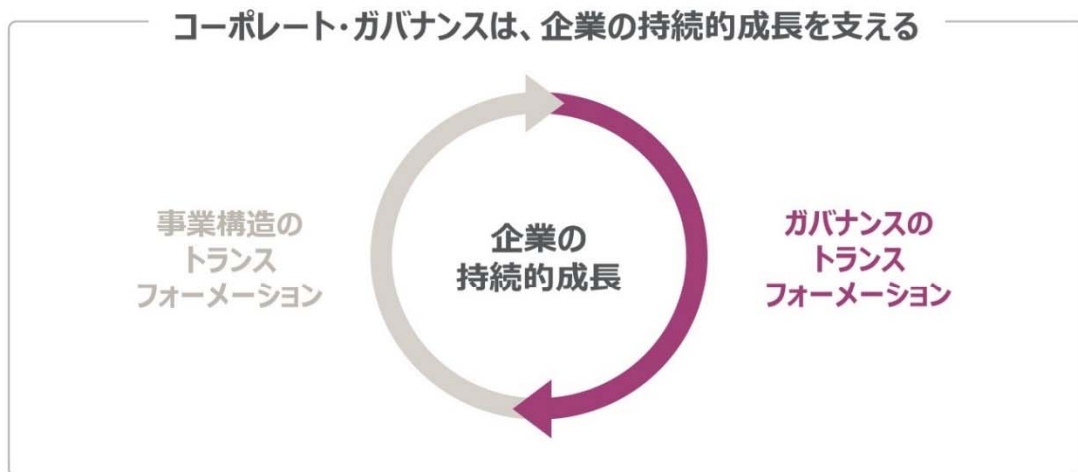 コーポレート・ガバナンスは、企業の持続的成長を支える
事業構造の
トランス
フォーメーション
企業の
持続的成長
ガバナンスの
トランス
フォーメーション